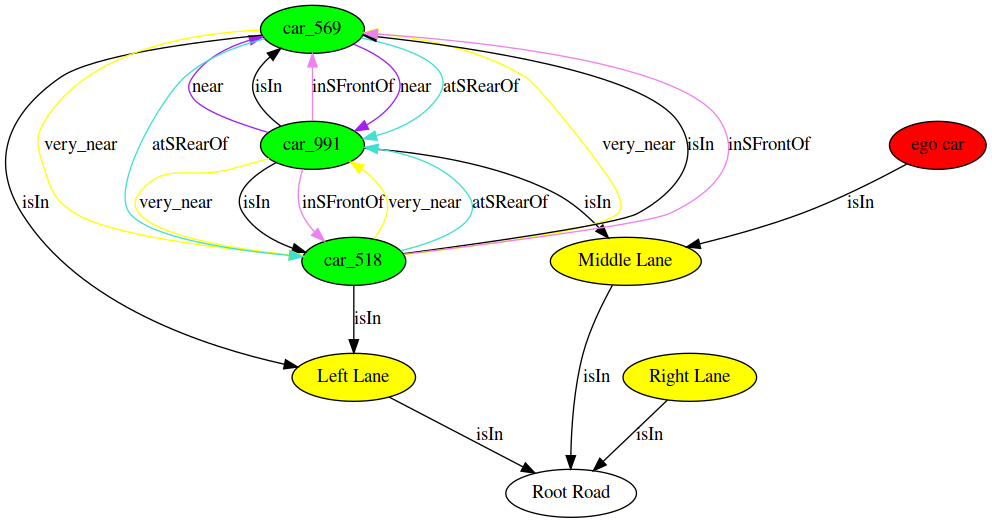 car_569
near
isIn
inSFrontOf
near
atSRearOf
very_near
atSRearOf
car_991
very_near
isIn
inSFrontOf
ego car
isIn
very_near
isIn
inSFrontOf
very_near
atSRearOf
isIn
isIn
car_518
Middle Lane
isIn
Left Lane
isIn
Right Lane
isIn
isIn
Root Road